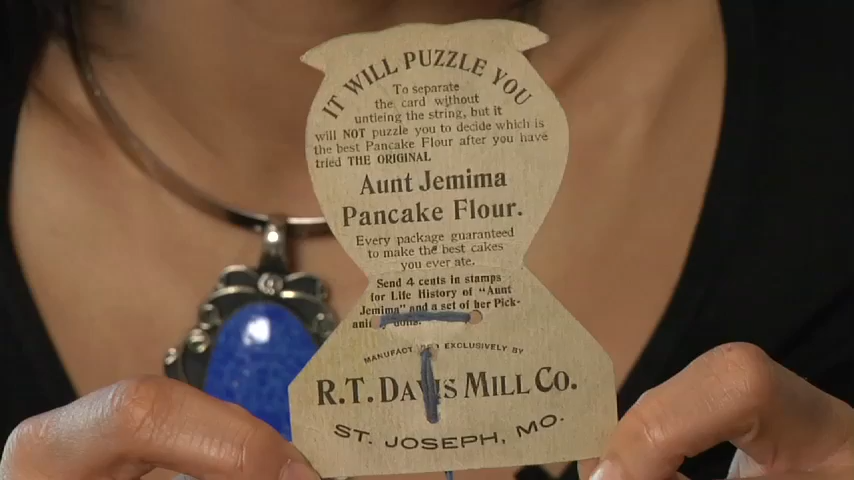 IT WILL PUZZLE YOU
To separate
the card without
untieing the string, but it
will NOT puzzle you to decide which is
the best Pancake Flour after you have
tried THE ORIGINAL
Aunt Jemima
Pancake Flour.
Every package guaranteed
to make the best cakes
you ever ate.
Send 4 cents in stamps
for Life History of "Aunt
Jemima" and a set of her Pick-
MANUFACT EXCLUSIVELY BY
R.T. DAVIS MILL CO.
ST. JOSEPH, MO.